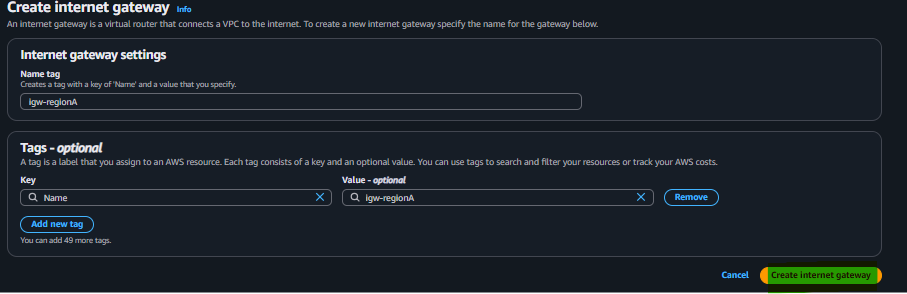 Create internet gateway Info
An internet gateway is a virtual router that connects a VPC to the internet. To create a new internet gateway specify the name for the gateway below.
Internet gateway settings
Name tag
Creates a tag with a key of 'Name' and a value that you specify.
igw-regionA
Tags - optional
A tag is a label that you assign to an AWS resource. Each tag consists of a key and an optional value. You can use tags to search and filter your resources or track your AWS costs.
Key Value - optional
Name igw-regionA Remove
Add new tag
You can add 49 more tags.
Cancel Create internet gateway